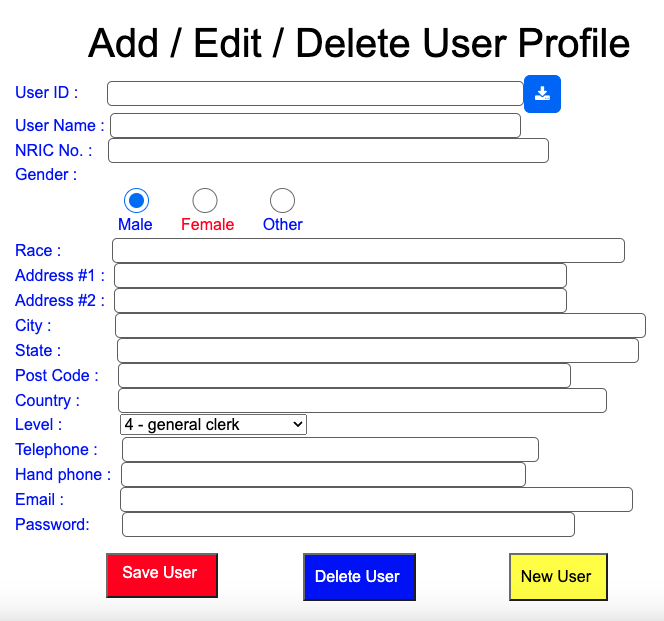 Add / Edit / Delete User Profile
User ID :
User Name :
NRIC No. :
Gender :
Male Female Other
Race :
Address #1 :
Address #2 :
City :
State :
Post Code :
Country :
Level : 4 - general clerk
Telephone :
Hand phone :
Email :
Password:
Save User Delete User New User